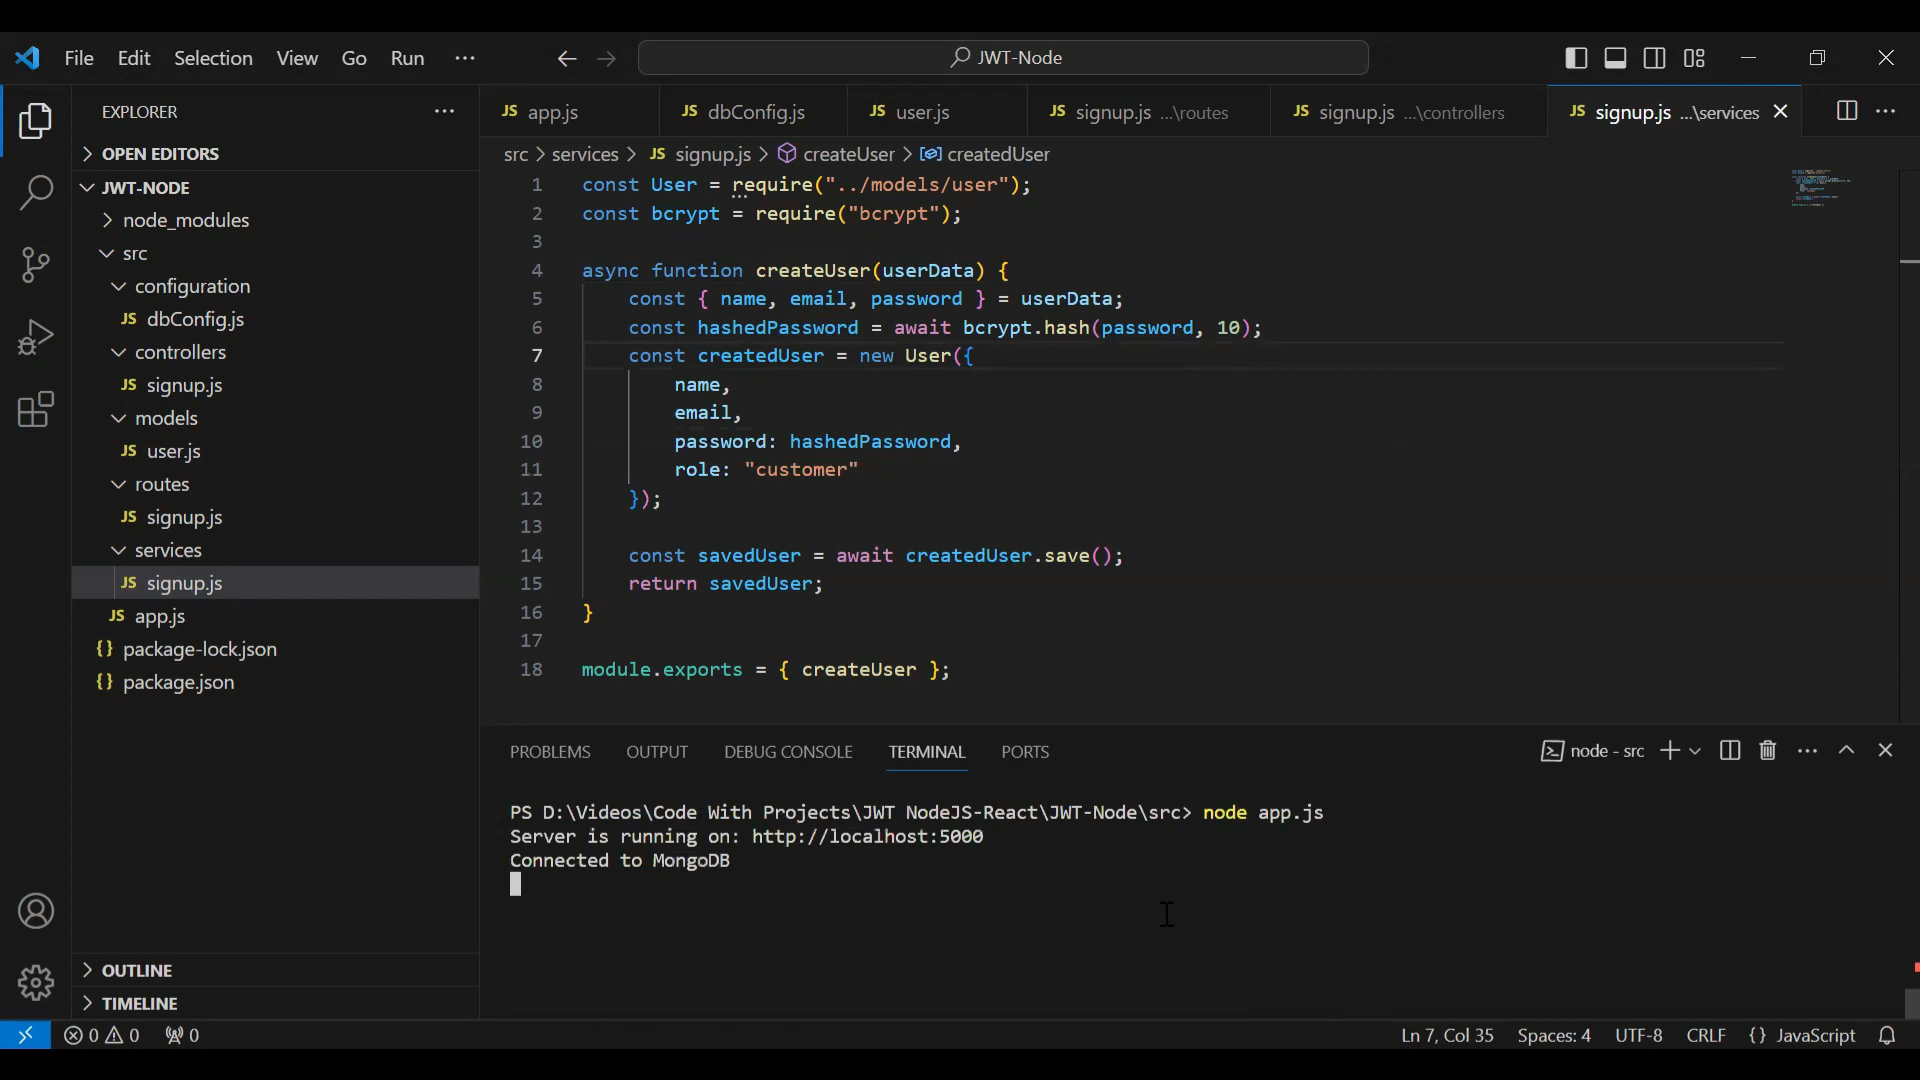 File Edit Selection View Go Run ··· JWT-Node
EXPLORER ···
OPEN EDITORS
JWT-NODE
node_modules
src
configuration
JS dbConfig.js
controllers
JS signup.js
models
JS user.js
routes
JS signup.js
services
JS signup.js
JS app.js
{} package-lock.json
{} package.json
OUTLINE
TIMELINE
JS app.js JS dbConfig.js JS user.js JS signup.js ...\routes JS signup.js ...\controllers JS signup.js ...\services
src > services > JS signup.js > createUser > createdUser
1 const User = require("../models/user");
2 const bcrypt = require("bcrypt");
3
4 async function createUser(userData) {
5 const { name, email, password } = userData;
6 const hashedPassword = await bcrypt.hash(password, 10);
7 const createdUser = new User({
8 name,
9 email,
10 password: hashedPassword,
11 role: "customer"
12 });
13
14 const savedUser = await createdUser.save();
15 return savedUser;
16 }
17
18 module.exports = { createUser };
PROBLEMS OUTPUT DEBUG CONSOLE TERMINAL PORTS node - src
PS D:\Videos\Code With Projects\JWT NodeJS-React\JWT-Node\src> node app.js
Server is running on: http://localhost:5000
Connected to MongoDB
0 0 0 Ln 7, Col 35 Spaces: 4 UTF-8 CRLF {} JavaScript